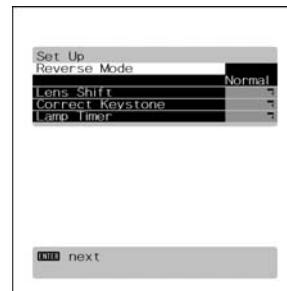 Set Up
Reverse Mode
Normal
Lens Shift
Correct Keystone
Lamp Timer
ENTER next